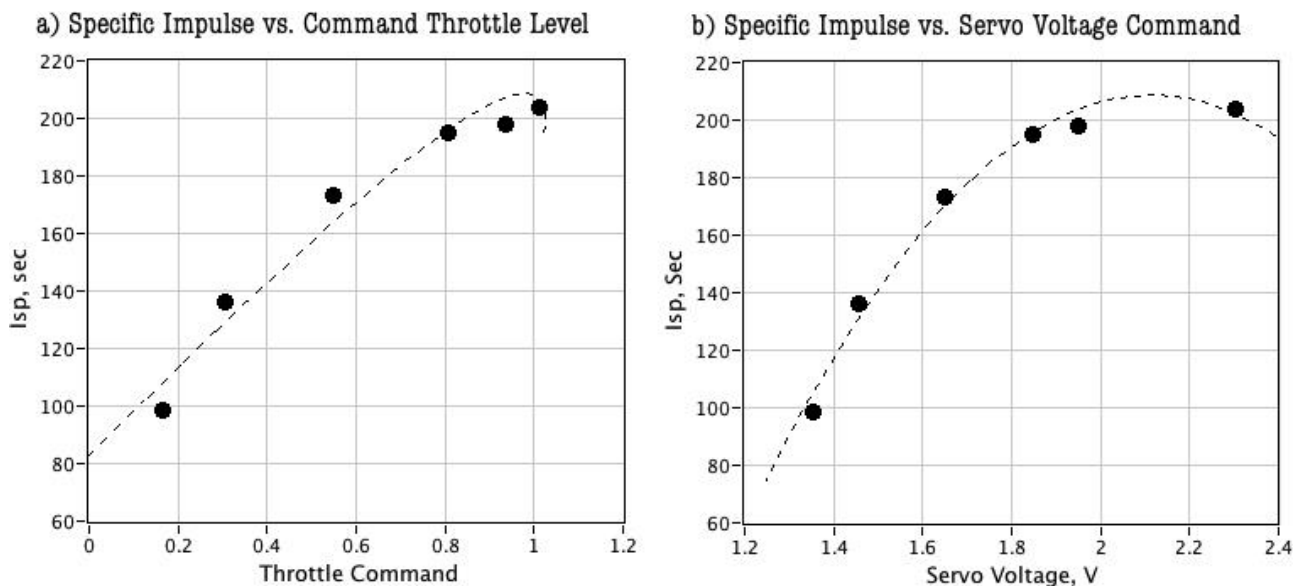 a) Specific Impulse vs. Command Throttle Level
220
200
180
160
140
120
100
80
60
Isp, sec
0 0.2 0.4 0.6 0.8 1 1.2
Throttle Command
b) Specific Impulse vs. Servo Voltage Command
220
200
180
160
140
120
100
80
60
Isp, Sec
1.2 1.4 1.6 1.8 2 2.2 2.4
Servo Voltage, V